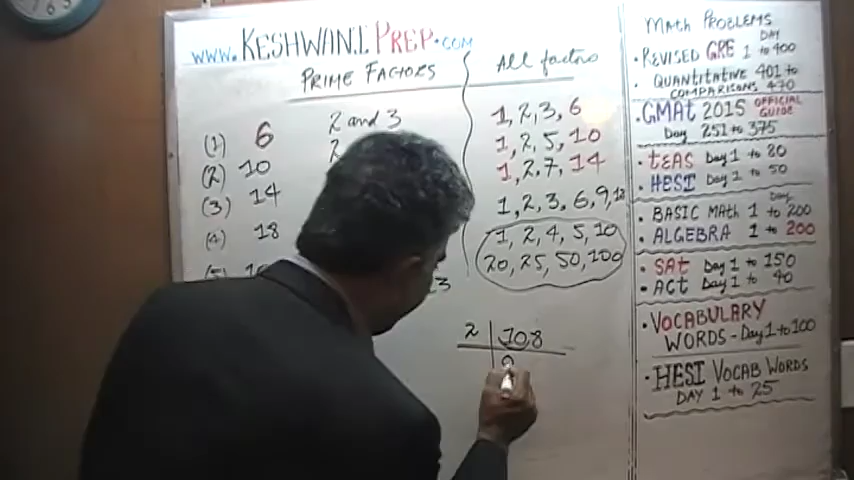 www.KESHWANI PREP.COM
PRIME FACTORS
All factors
(1) 6 2 and 3 1, 2, 3, 6
(2) 10 2 1, 2, 5, 10
(3) 14 1, 2, 7, 14
(4) 18 1, 2, 3, 6, 9, 18
1, 2, 4, 5, 10
20, 25, 50, 100
(5) 3
2 108
MATH PROBLEMS
DAY
• REVISED GRE 1 to 400
• QUANTITATIVE 401 to
COMPARISONS 470
• GMAT 2015 OFFICIAL GUIDE
Day 251 to 375
• TEAS Day 1 to 80
• HESI Day 1 to 50
Day
• BASIC MATH 1 to 200
• ALGEBRA 1 to 200
• SAT Day 1 to 150
• ACT Day 1 to 40
• VOCABULARY
WORDS - Day 1 to 100
• HESI VOCAB WORDS
DAY 1 to 25